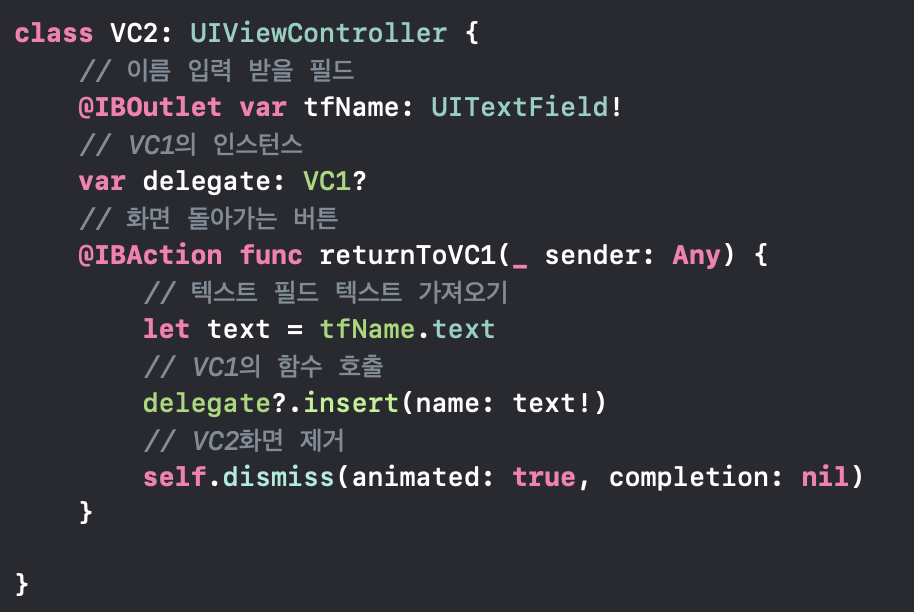 class VC2: UIViewController {
    // 이름 입력 받을 필드
    @IBOutlet var tfName: UITextField!
    // VC1의 인스턴스
    var delegate: VC1?
    // 화면 돌아가는 버튼
    @IBAction func returnToVC1(_ sender: Any) {
        // 텍스트 필드 텍스트 가져오기
        let text = tfName.text
        // VC1의 함수 호출
        delegate?.insert(name: text!)
        // VC2화면 제거
        self.dismiss(animated: true, completion: nil)
    }
}